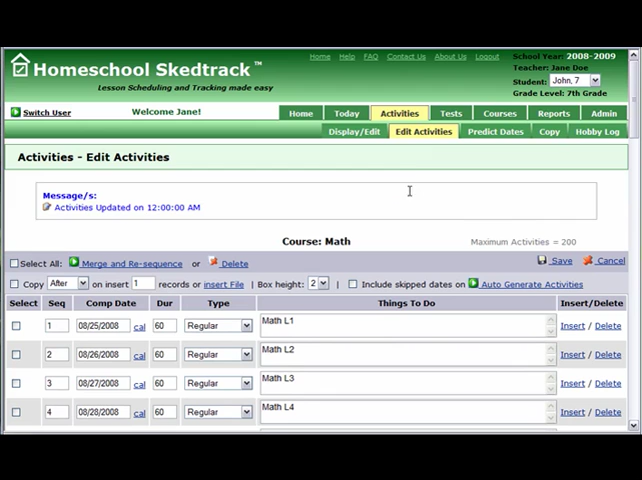 Home Help FAQ Contact Us About Us Logout School Year: 2008-2009
Homeschool Skedtrack ™ Teacher: Jane Doe
Student: John, 7
Lesson Scheduling and Tracking made easy Grade Level: 7th Grade
Switch User Welcome Jane! Home Today Activities Tests Courses Reports Admin
Display/Edit Edit Activities Predict Dates Copy Hobby Log
Activities - Edit Activities
Message/s:
Activities Updated on 12:00:00 AM
Course: Math Maximum Activities = 200
Select All: Merge and Re-sequence or Delete Save Cancel
Copy After on insert 1 records or insert File | Box height: 2 | Include skipped dates on Auto Generate Activities
Select Seq Comp Date Dur Type Things To Do Insert/Delete
1 08/25/2008 cal 60 Regular Math L1 Insert / Delete
2 08/26/2008 cal 60 Regular Math L2 Insert / Delete
3 08/27/2008 cal 60 Regular Math L3 Insert / Delete
4 08/28/2008 cal 60 Regular Math L4 Insert / Delete